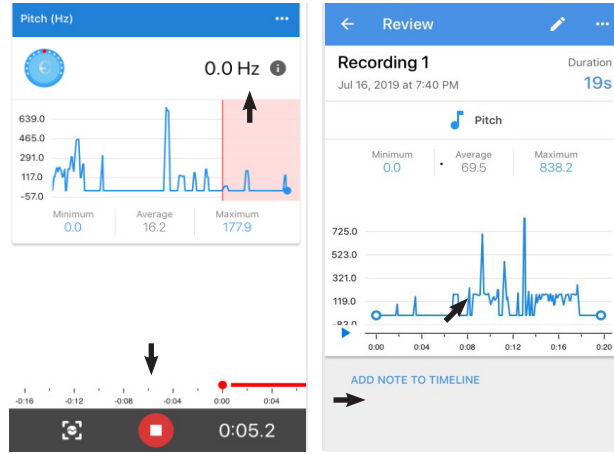 Pitch (Hz)
0.0 Hz
639.0
465.0
291.0
117.0
-57.0
Minimum Average Maximum
0.0 16.2 177.9
-0:16 -0:12 -0:08 -0:04 0:00 0:04
0:05.2
Review
Recording 1 Duration
Jul 16, 2019 at 7:40 PM 19s
Pitch
Minimum Average Maximum
0.0 69.5 838.2
725.0
523.0
321.0
119.0
-83.0
0:00 0:04 0:08 0:12 0:16 0:20
ADD NOTE TO TIMELINE